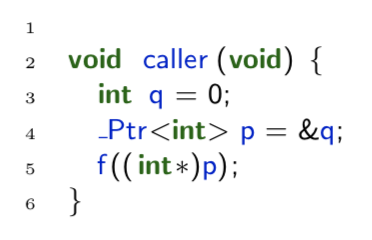 1
2 void caller (void) {
3 int q = 0;
4 _Ptr<int> p = &q;
5 f((int*)p);
6 }